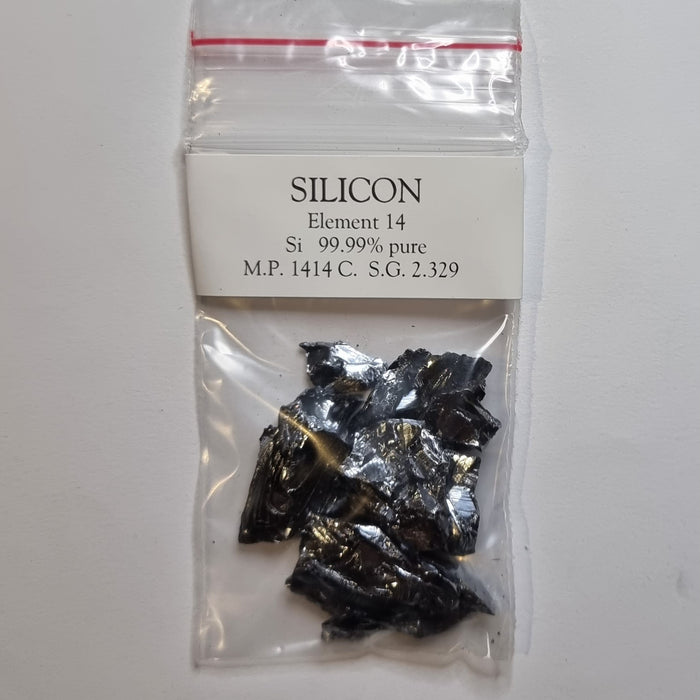 SILICON
Element 14
Si 99.99% pure
M.P. 1414 C. S.G. 2.329